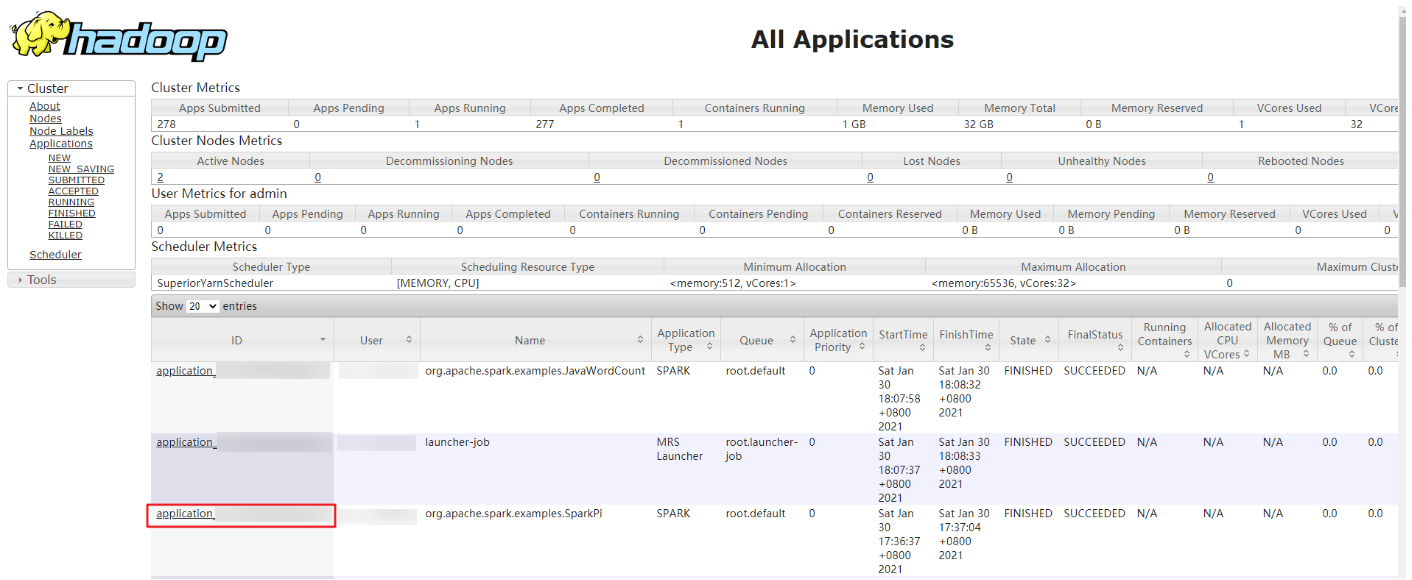 hadoop
All Applications
Cluster
About
Nodes
Node Labels
Applications
NEW
NEW_SAVING
SUBMITTED
ACCEPTED
RUNNING
FINISHED
FAILED
KILLED
Scheduler
Tools
Cluster Metrics
Apps Submitted Apps Pending Apps Running Apps Completed Containers Running Memory Used Memory Total Memory Reserved VCores Used VCore
278 0 1 277 1 1 GB 32 GB 0 B 1 32
Cluster Nodes Metrics
Active Nodes Decommissioning Nodes Decommissioned Nodes Lost Nodes Unhealthy Nodes Rebooted Nodes
2 0 0 0 0 0
User Metrics for admin
Apps Submitted Apps Pending Apps Running Apps Completed Containers Running Containers Pending Containers Reserved Memory Used Memory Pending Memory Reserved VCores Used V
0 0 0 0 0 0 0 0 B 0 B 0 B 0 0
Scheduler Metrics
Scheduler Type Scheduling Resource Type Minimum Allocation Maximum Allocation Maximum Cluste
SuperiorYarnScheduler [MEMORY, CPU] <memory:512, vCores:1> <memory:65536, vCores:32> 0
Show 20 entries
ID User Name Application Type Queue Application Priority StartTime FinishTime State FinalStatus Running Containers Allocated CPU VCores Allocated Memory MB % of Queue % of Cluste
application_ org.apache.spark.examples.JavaWordCount SPARK root.default 0 Sat Jan 30 18:07:58 +0800 2021 Sat Jan 30 18:08:32 +0800 2021 FINISHED SUCCEEDED N/A N/A N/A 0.0 0.0
application_ launcher-job MRS Launcher root.launcher-job 0 Sat Jan 30 18:07:37 +0800 2021 Sat Jan 30 18:08:33 +0800 2021 FINISHED SUCCEEDED N/A N/A N/A 0.0 0.0
application_ org.apache.spark.examples.SparkPi SPARK root.default 0 Sat Jan 30 17:36:37 +0800 2021 Sat Jan 30 17:37:04 +0800 2021 FINISHED SUCCEEDED N/A N/A N/A 0.0 0.0